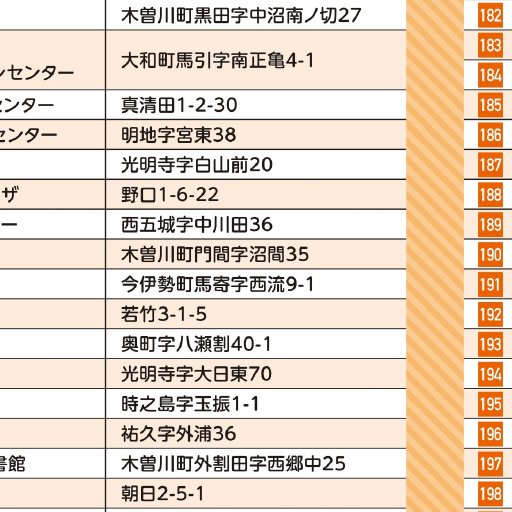 木曽川町黒田字中沼南ノ切27 182
大和町馬引字南正亀4-1 183
ンセンター 184
センター 真清田1-2-30 185
センター 明地字宮東38 186
光明寺字白山前20 187
ザ 野口1-6-22 188
ー 西五城字中川田36 189
木曽川町門間字沼間35 190
今伊勢町馬寄字西流9-1 191
若竹3-1-5 192
奥町字八瀬割40-1 193
光明寺字大日東70 194
時之島字玉振1-1 195
祐久字外浦36 196
書館 木曽川町外割田字西郷中25 197
朝日2-5-1 198